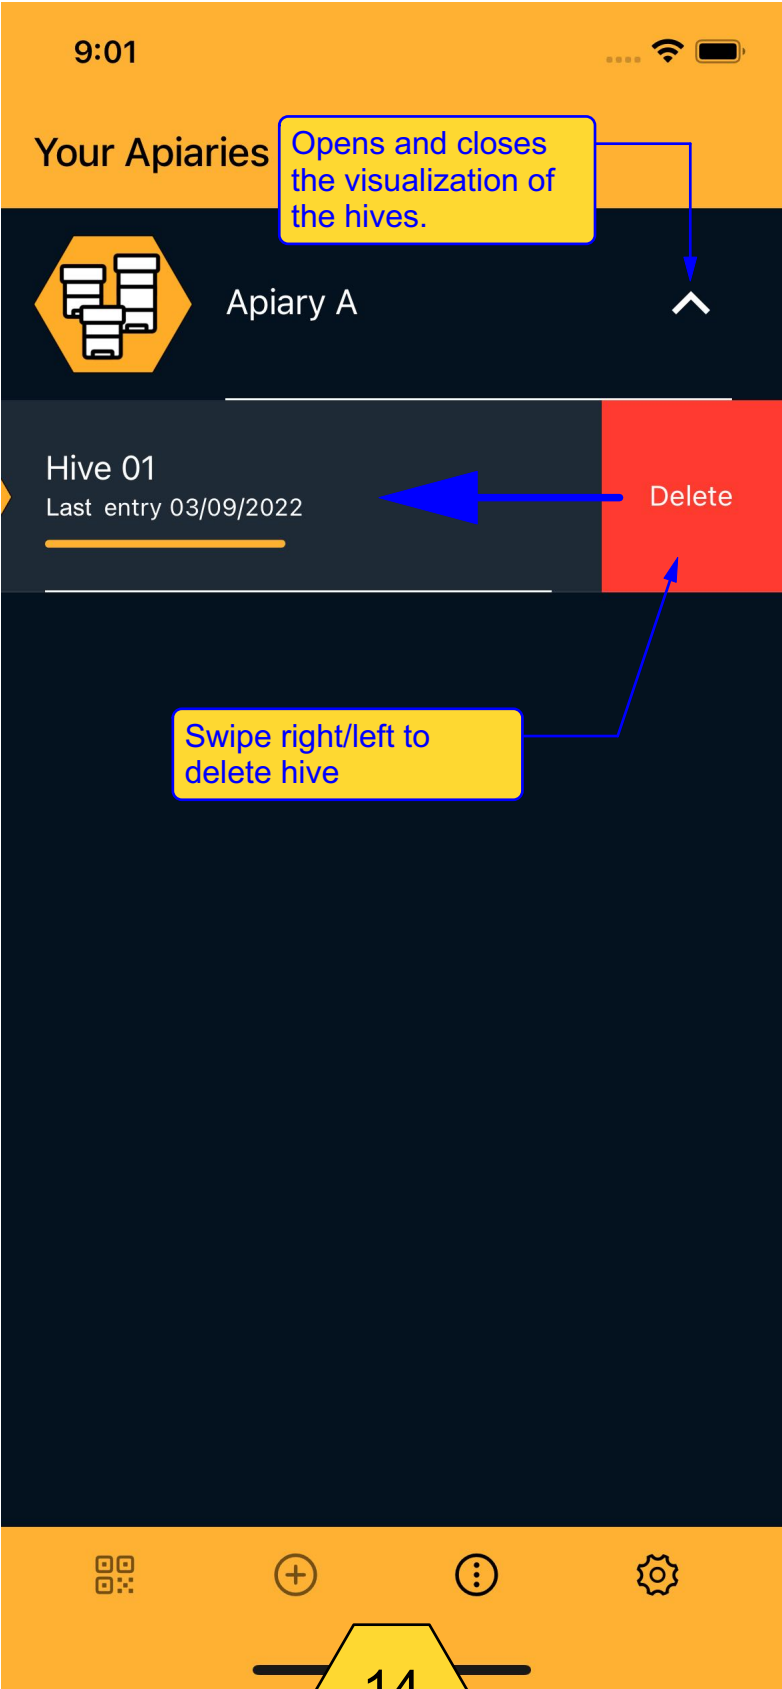 9:01
Your Apiaries
Opens and closes
the visualization of
the hives.
Apiary A
Hive 01
Last entry 03/09/2022
Delete
Swipe right/left to
delete hive
14